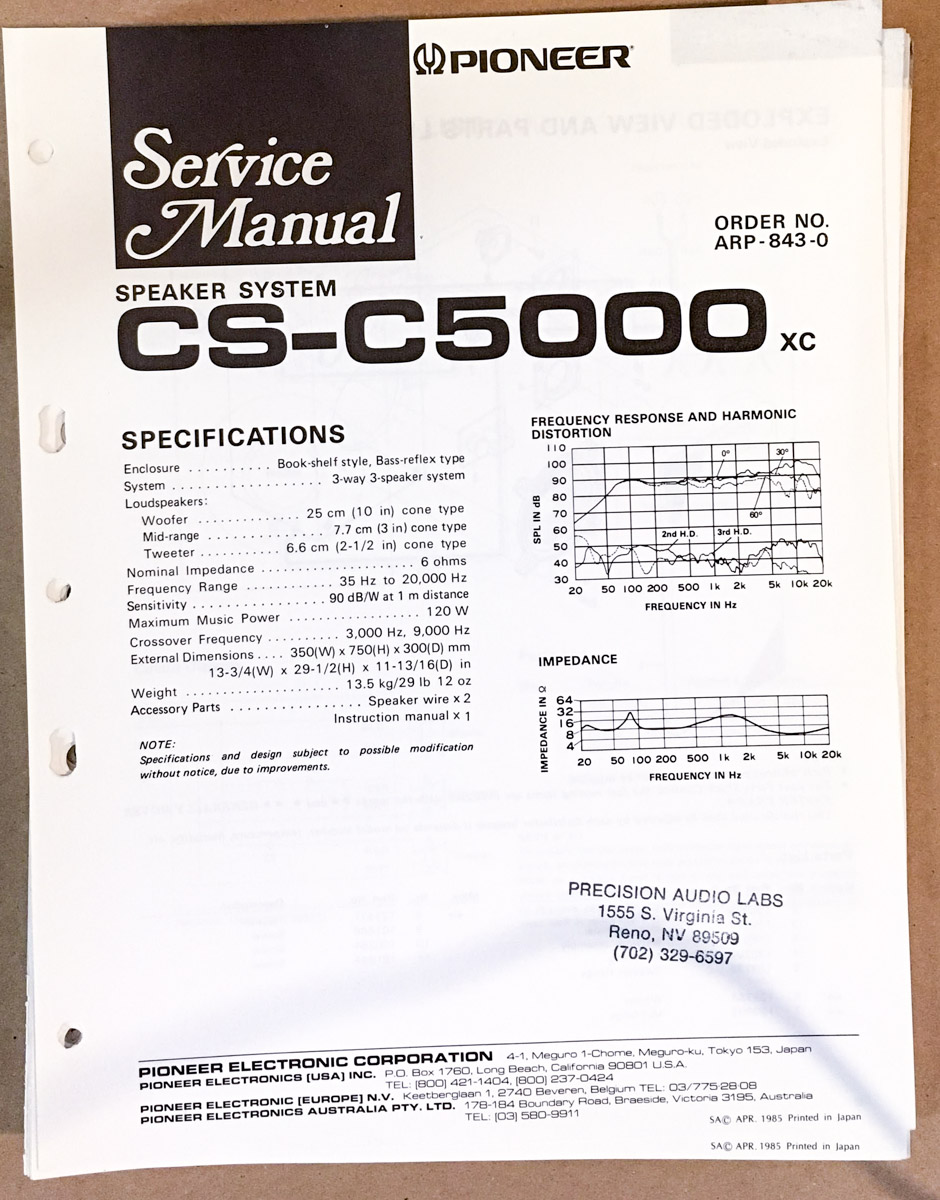 PIONEER®
Service
Manual
ORDER NO.
ARP-843-0
SPEAKER SYSTEM
CS-C5000 XC
SPECIFICATIONS
Enclosure .......... Book-shelf style, Bass-reflex type
System .................... 3-way 3-speaker system
Loudspeakers:
Woofer ............. 25 cm (10 in) cone type
Mid-range ............... 7.7 cm (3 in) cone type
Tweeter ........... 6.6 cm (2-1/2 in) cone type
Nominal Impedance .................... 6 ohms
Frequency Range .......... 35 Hz to 20,000 Hz
Sensitivity .................. 90 dB/W at 1 m distance
Maximum Music Power ................. 120 W
Crossover Frequency .......... 3,000 Hz, 9,000 Hz
External Dimensions .... 350(W) x 750(H) x 300(D) mm
13-3/4(W) x 29-1/2(H) x 11-13/16(D) in
Weight .................... 13.5 kg/29 lb 12 oz
Accessory Parts ................. Speaker wire x 2
Instruction manual x 1
NOTE:
Specifications and design subject to possible modification
without notice, due to improvements.
FREQUENCY RESPONSE AND HARMONIC
DISTORTION
110
100
90
80
70
60
50
40
30
SPL IN dB
0°
30°
60°
2nd H.D.
3rd H.D.
20 50 100 200 500 1k 2k 5k 10k 20k
FREQUENCY IN Hz
IMPEDANCE
IMPEDANCE IN Ω
64
32
16
8
4
20 50 100 200 500 1k 2k 5k 10k 20k
FREQUENCY IN Hz
PRECISION AUDIO LABS
1555 S. Virginia St.
Reno, NV 89509
(702) 329-6597
PIONEER ELECTRONIC CORPORATION 4-1, Meguro 1-Chome, Meguro-ku, Tokyo 153, Japan
PIONEER ELECTRONICS [USA] INC. P.O. Box 1760, Long Beach, California 90801 U.S.A.
TEL: [800] 421-1404, [800] 237-0424
PIONEER ELECTRONIC [EUROPE] N.V. Keetberglaan 1, 2740 Beveren, Belgium TEL: 03/775·28·08
PIONEER ELECTRONICS AUSTRALIA PTY. LTD. 178-184 Boundary Road, Braeside, Victoria 3195, Australia
TEL: [03] 580-9911
SA© APR. 1985 Printed in Japan
SA© APR. 1985 Printed in Japan